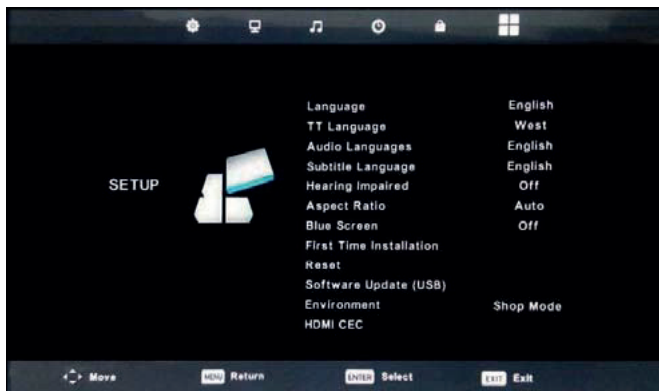 Language English
TT Language West
Audio Languages English
Subtitle Language English
SETUP
Hearing Impaired Off
Aspect Ratio Auto
Blue Screen Off
First Time Installation
Reset
Software Update (USB)
Environment Shop Mode
HDMI CEC
Move MENU Return ENTER Select EXIT Exit